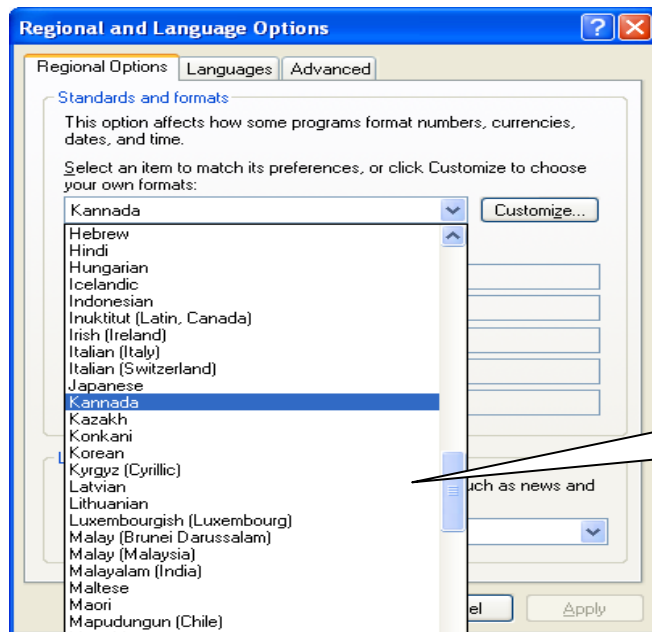 Regional and Language Options
Regional Options
Languages
Advanced
Standards and formats
This option affects how some programs format numbers, currencies,
dates, and time.
Select an item to match its preferences, or click Customize to choose
your own formats:
Kannada
Customize...
Hebrew
Hindi
Hungarian
Icelandic
Indonesian
Inuktitut (Latin, Canada)
Irish (Ireland)
Italian (Italy)
Italian (Switzerland)
Japanese
Kannada
Kazakh
Konkani
Korean
Kyrgyz (Cyrillic)
Latvian
Lithuanian
Luxembourgish (Luxembourg)
Malay (Brunei Darussalam)
Malay (Malaysia)
Malayalam (India)
Maltese
Maori
Mapudungun (Chile)
L
uch as news and
el
Apply